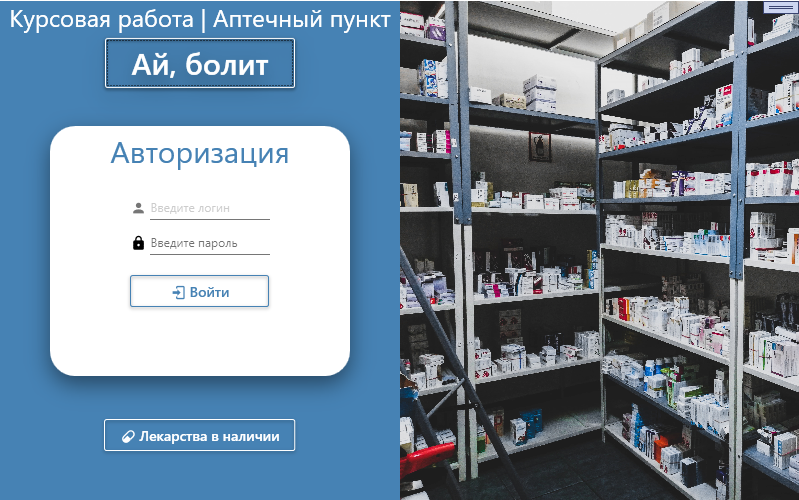 Курсовая работа | Аптечный пункт
Ай, болит
Авторизация
Введите логин
Введите пароль
Войти
Лекарства в наличии